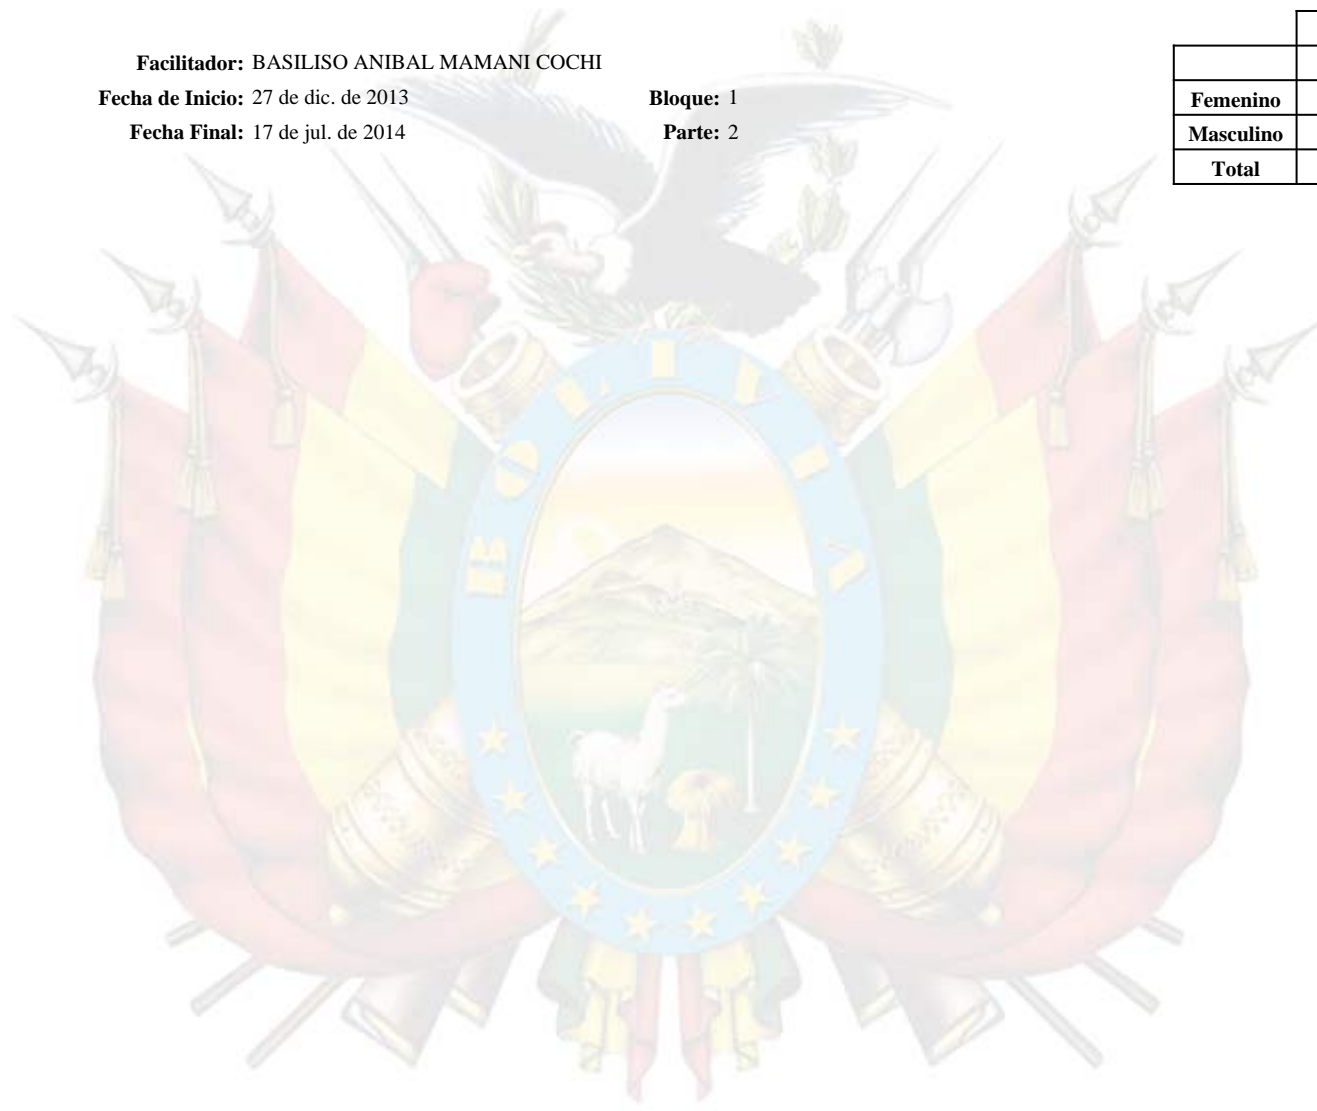 Facilitador: BASILISO ANIBAL MAMANI COCHI
Fecha de Inicio: 27 de dic. de 2013 Bloque: 1
Fecha Final: 17 de jul. de 2014 Parte: 2
Femenino
Masculino
Total
BOLIVIA